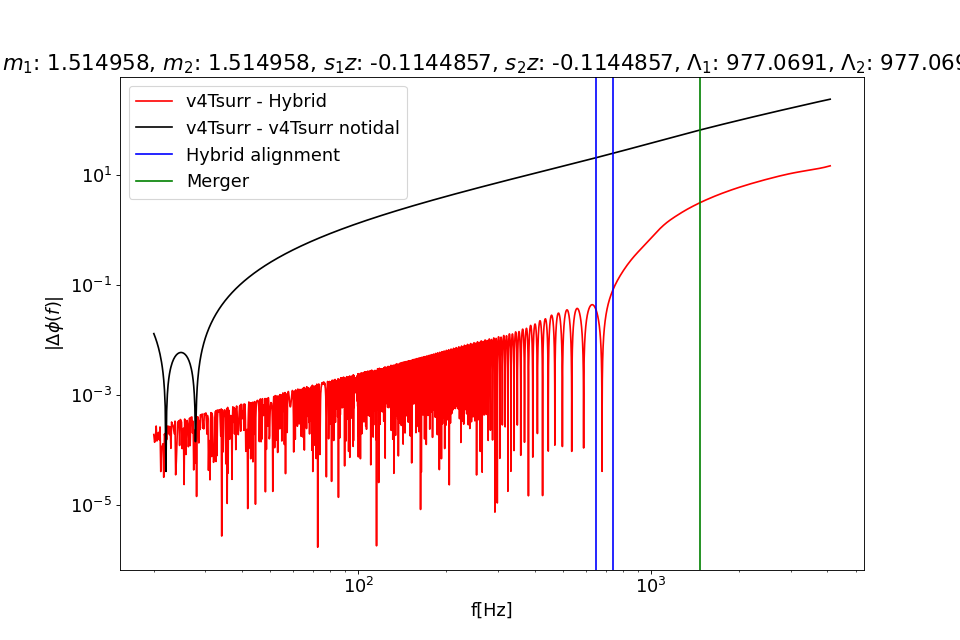 m₁: 1.514958, m₂: 1.514958, s₁z: -0.1144857, s₂z: -0.1144857, Λ₁: 977.0691, Λ₂: 977.069
v4Tsurr - Hybrid
v4Tsurr - v4Tsurr notidal
Hybrid alignment
Merger
10¹
10⁻¹
10⁻³
10⁻⁵
|Δϕ(f)|
10² 10³
f[Hz]